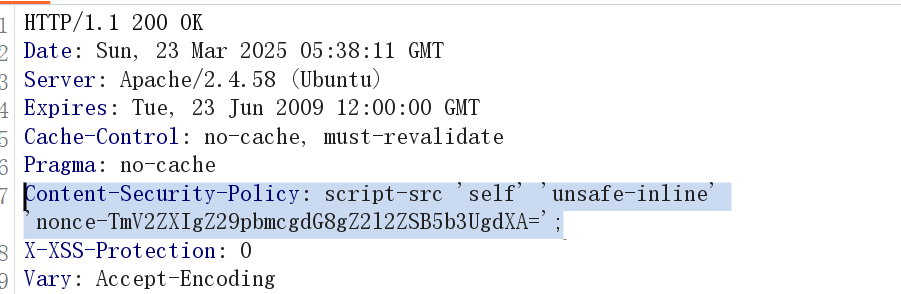 1 HTTP/1.1 200 OK
2 Date: Sun, 23 Mar 2025 05:38:11 GMT
3 Server: Apache/2.4.58 (Ubuntu)
4 Expires: Tue, 23 Jun 2009 12:00:00 GMT
5 Cache-Control: no-cache, must-revalidate
6 Pragma: no-cache
7 Content-Security-Policy: script-src 'self' 'unsafe-inline'
'nonce-TmV2ZXIgZ29pbmcgdG8gZ2l2ZSB5b3UgdXA=';
8 X-XSS-Protection: 0
9 Vary: Accept-Encoding